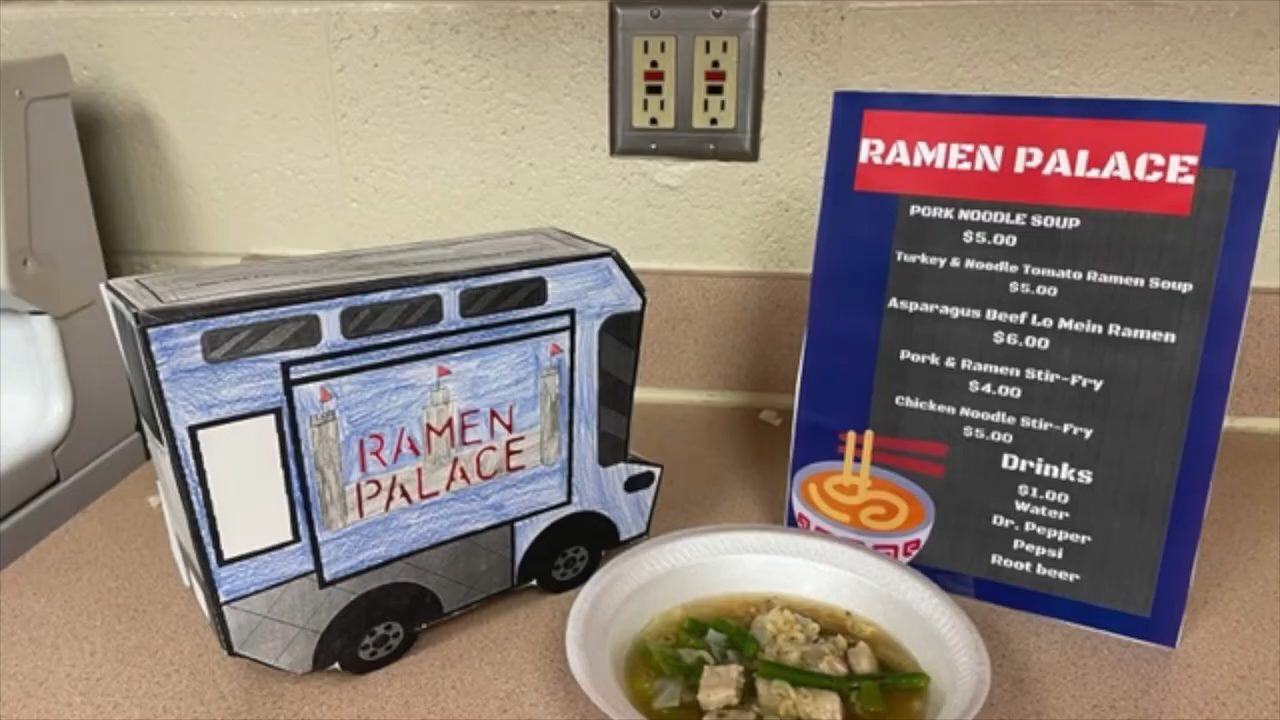 RAMEN
PALACE
RAMEN PALACE
PORK NOODLE SOUP
$5.00
Turkey & Noodle Tomato Ramen Soup
$5.00
Asparagus Beef Lo Mein Ramen
$6.00
Pork & Ramen Stir-Fry
$4.00
Chicken Noodle Stir-Fry
$5.00
Drinks
$1.00
Water
Dr. Pepper
Pepsi
Root beer